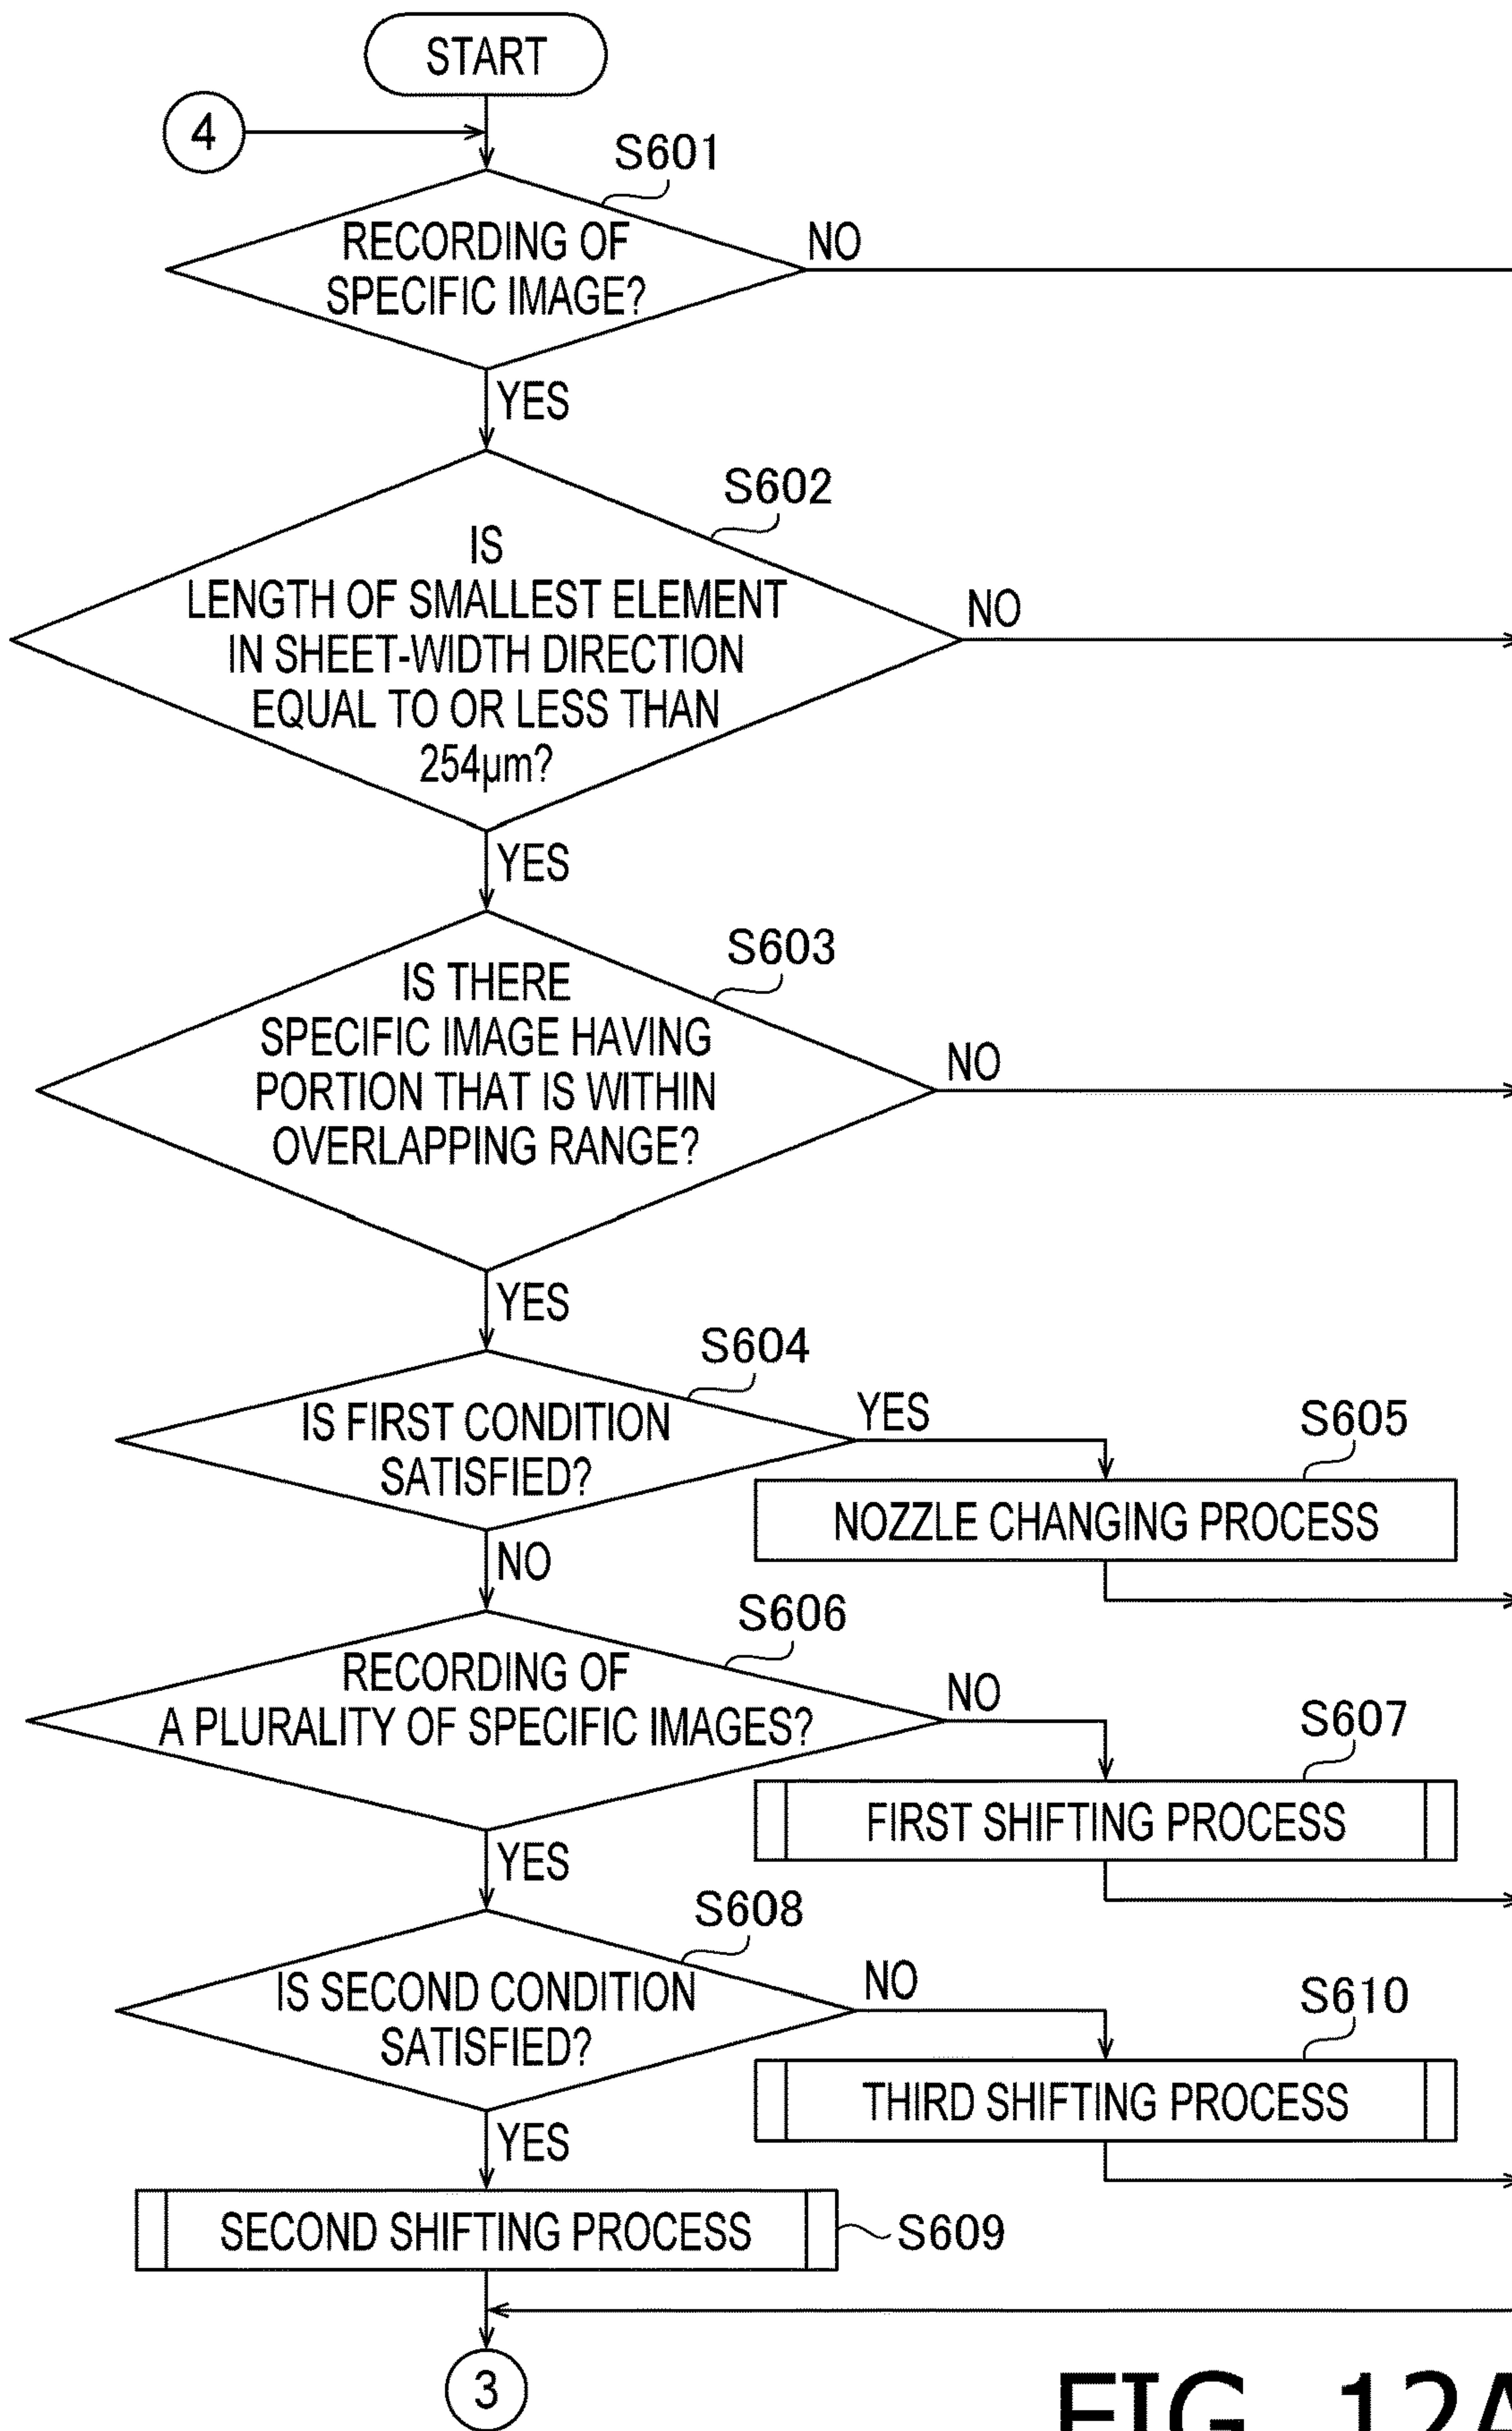 START
4
S601
RECORDING OF
SPECIFIC IMAGE?
NO
YES
S602
IS
LENGTH OF SMALLEST ELEMENT
IN SHEET-WIDTH DIRECTION
EQUAL TO OR LESS THAN
254μm?
NO
YES
S603
IS THERE
SPECIFIC IMAGE HAVING
PORTION THAT IS WITHIN
OVERLAPPING RANGE?
NO
YES
S604
IS FIRST CONDITION
SATISFIED?
YES
S605
NOZZLE CHANGING PROCESS
NO
S606
RECORDING OF
A PLURALITY OF SPECIFIC IMAGES?
NO
S607
FIRST SHIFTING PROCESS
YES
S608
IS SECOND CONDITION
SATISFIED?
NO
S610
THIRD SHIFTING PROCESS
YES
SECOND SHIFTING PROCESS
S609
3
FIG. 12A